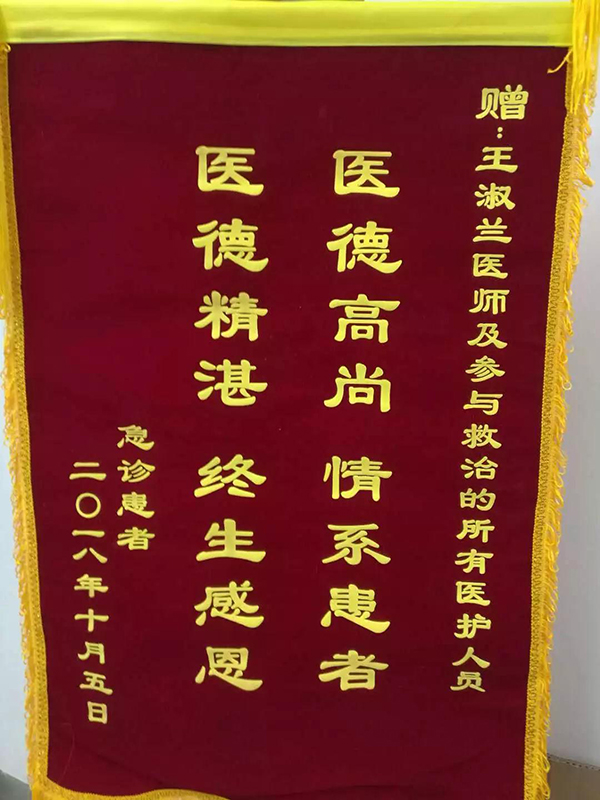 赠:王淑兰医师及参与救治的所有医护人员
医德高尚 情系患者
医德精湛 终生感恩
急诊患者
二〇一八年十月五日